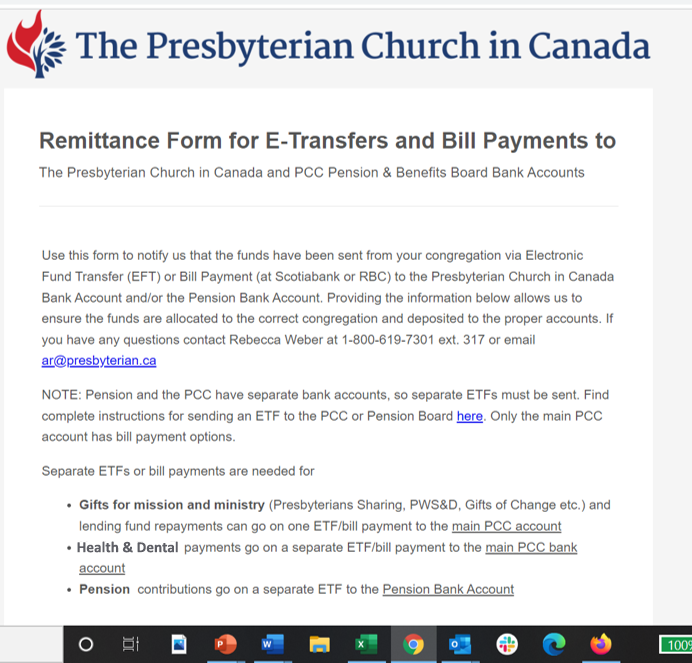 The Presbyterian Church in Canada
Remittance Form for E-Transfers and Bill Payments to
The Presbyterian Church in Canada and PCC Pension & Benefits Board Bank Accounts
Use this form to notify us that the funds have been sent from your congregation via Electronic
Fund Transfer (EFT) or Bill Payment (at Scotiabank or RBC) to the Presbyterian Church in Canada
Bank Account and/or the Pension Bank Account. Providing the information below allows us to
ensure the funds are allocated to the correct congregation and deposited to the proper accounts. If
you have any questions contact Rebecca Weber at 1-800-619-7301 ext. 317 or email
ar@presbyterian.ca
NOTE: Pension and the PCC have separate bank accounts, so separate ETFs must be sent. Find
complete instructions for sending an ETF to the PCC or Pension Board here. Only the main PCC
account has bill payment options.
Separate ETFs or bill payments are needed for
• Gifts for mission and ministry (Presbyterians Sharing, PWS&D, Gifts of Change etc.) and
lending fund repayments can go on one ETF/bill payment to the main PCC account
• Health & Dental payments go on a separate ETF/bill payment to the main PCC bank
account
• Pension contributions go on a separate ETF to the Pension Bank Account
P W X O 100%